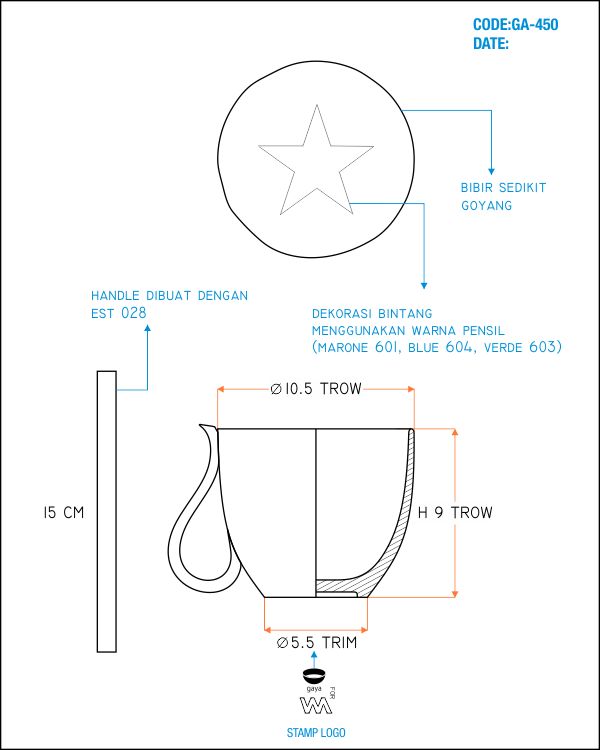 CODE:GA-450
DATE:
BIBIR SEDIKIT
GOYANG
HANDLE DIBUAT DENGAN
EST 028
DEKORASI BINTANG
MENGGUNAKAN WARNA PENSIL
(MARONE 601, BLUE 604, VERDE 603)
Ø10.5 TROW
15 CM
H 9 TROW
Ø5.5 TRIM
gaya
FOR
STAMP LOGO